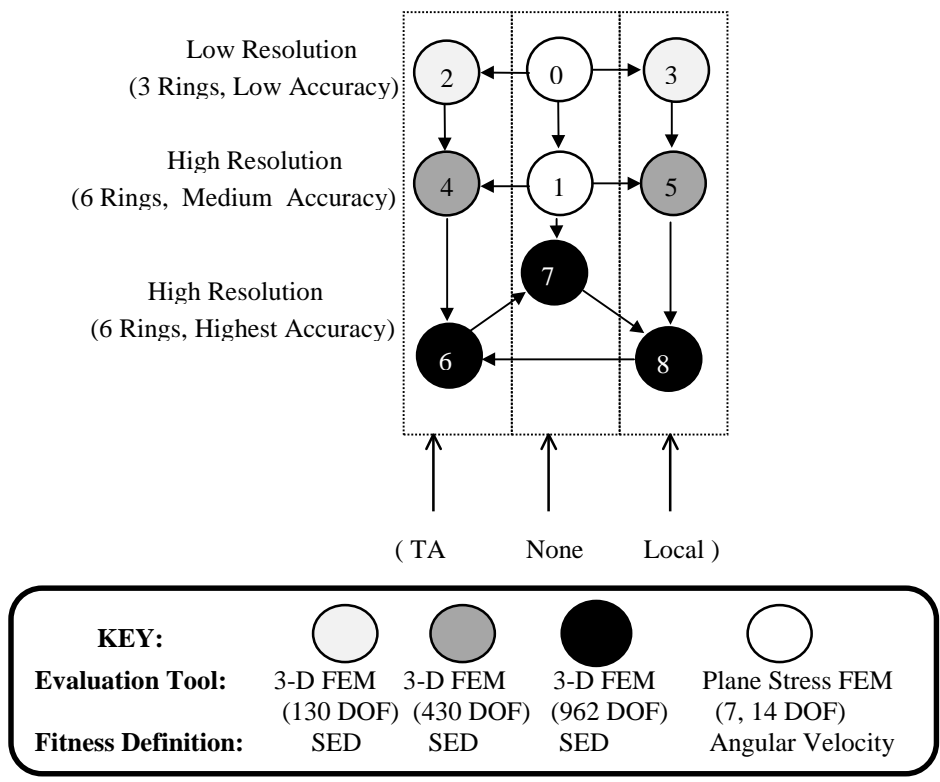 Low Resolution
(3 Rings, Low Accuracy)
2 0 3
High Resolution
(6 Rings, Medium Accuracy)
4 1 5
7
High Resolution
(6 Rings, Highest Accuracy)
6 8
( TA None Local )
KEY:
Evaluation Tool: 3-D FEM 3-D FEM 3-D FEM Plane Stress FEM
(130 DOF) (430 DOF) (962 DOF) (7, 14 DOF)
Fitness Definition: SED SED SED Angular Velocity